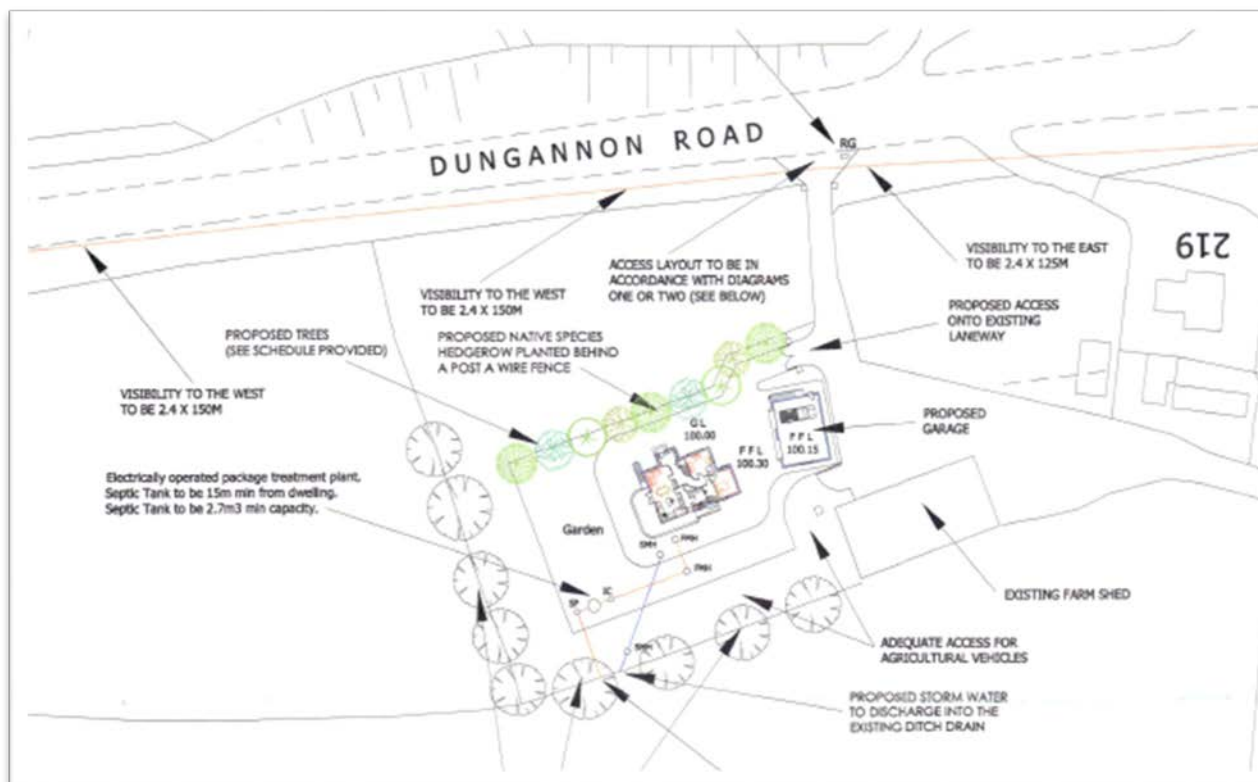 DUNGANNON ROAD
RG
219
VISIBILITY TO THE EAST
TO BE 2.4 X 125M
ACCESS LAYOUT TO BE IN
ACCORDANCE WITH DIAGRAMS
ONE OR TWO (SEE BELOW)
VISIBILITY TO THE WEST
TO BE 2.4 X 150M
PROPOSED ACCESS
ONTO EXISTING
LANEWAY
PROPOSED TREES
(SEE SCHEDULE PROVIDED)
PROPOSED NATIVE SPECIES
HEDGEROW PLANTED BEHIND
A POST A WIRE FENCE
VISIBILITY TO THE WEST
TO BE 2.4 X 150M
PROPOSED
GARAGE
GL
100.00
FFL
100.30
FFL
100.15
Electrically operated package treatment plant.
Septic Tank to be 15m min from dwelling.
Septic Tank to be 2.7m3 min capacity.
Garden
SMH
FMH
FMH
SP
IC
SMH
EXISTING FARM SHED
ADEQUATE ACCESS FOR
AGRICULTURAL VEHICLES
PROPOSED STORM WATER
TO DISCHARGE INTO THE
EXISTING DITCH DRAIN